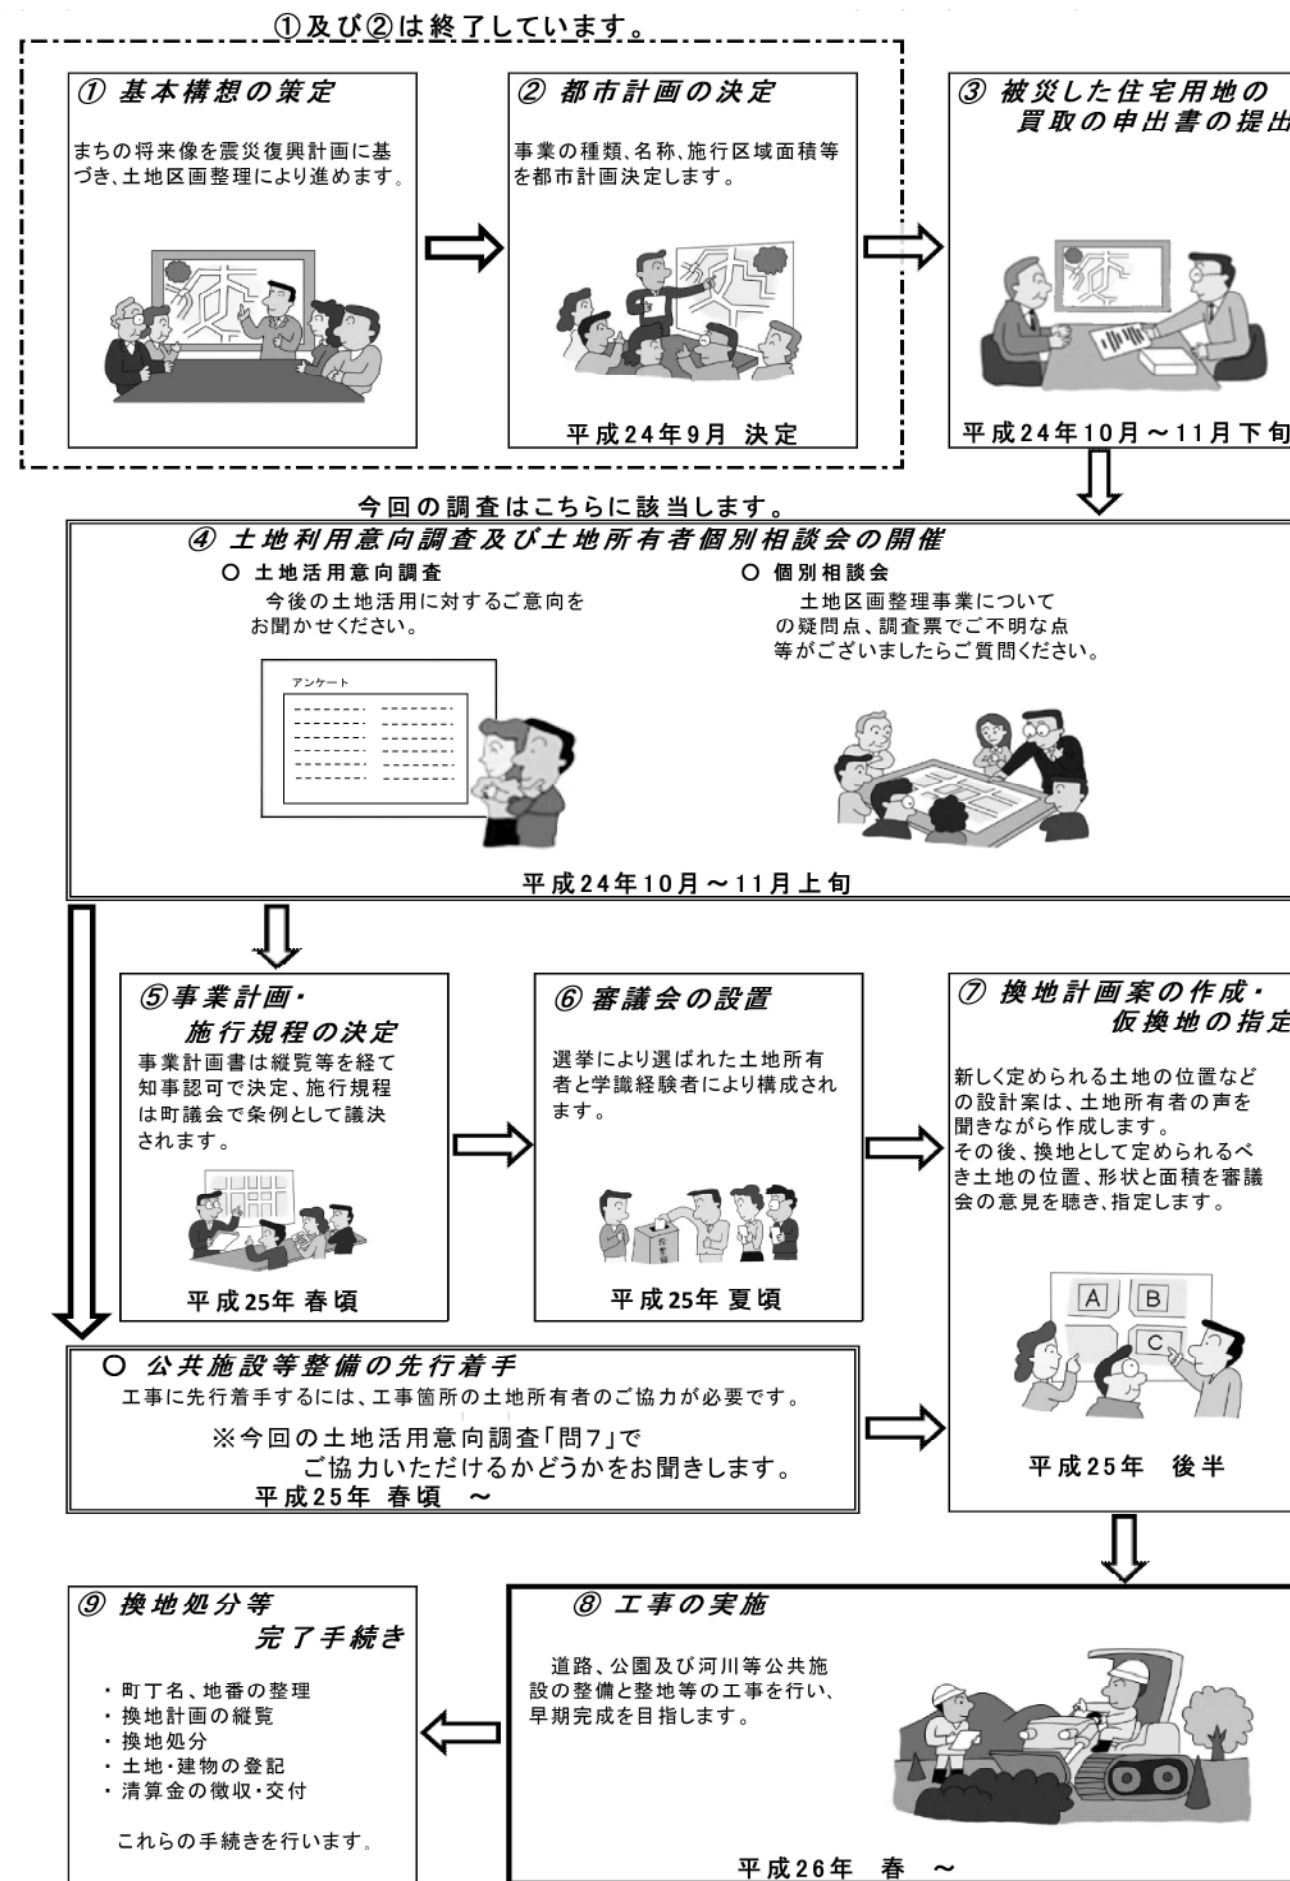 ①及び②は終了しています。
① 基本構想の策定
まちの将来像を震災復興計画に基
づき、土地区画整理により進めます。
② 都市計画の決定
事業の種類、名称、施行区域面積等
を都市計画決定します。
平成24年9月 決定
③ 被災した住宅用地の
買取の申出書の提出
平成24年10月～11月下旬
今回の調査はこちらに該当します。
④ 土地利用意向調査及び土地所有者個別相談会の開催
○ 土地活用意向調査
今後の土地活用に対するご意向を
お聞かせください。
アンケート
○ 個別相談会
土地区画整理事業について
の疑問点、調査票でご不明な点
等がございましたらご質問ください。
平成24年10月～11月上旬
⑤事業計画・
施行規程の決定
事業計画書は縦覧等を経て
知事認可で決定、施行規程
は町議会で条例として議決
されます。
平成25年 春頃
⑥ 審議会の設置
選挙により選ばれた土地所有
者と学識経験者により構成され
ます。
投票箱
平成25年 夏頃
⑦ 換地計画案の作成・
仮換地の指定
新しく定められる土地の位置など
の設計案は、土地所有者の声を
聞きながら作成します。
その後、換地として定められるべ
き土地の位置、形状と面積を審議
会の意見を聴き、指定します。
A B
C
平成25年 後半
○ 公共施設等整備の先行着手
工事に先行着手するには、工事箇所の土地所有者のご協力が必要です。
※今回の土地活用意向調査「問7」で
ご協力いただけるかどうかをお聞きします。
平成25年 春頃 ～
⑧ 工事の実施
道路、公園及び河川等公共施
設の整備と整地等の工事を行い、
早期完成を目指します。
平成26年 春 ～
⑨ 換地処分等
完了手続き
・町丁名、地番の整理
・換地計画の縦覧
・換地処分
・土地・建物の登記
・清算金の徴収・交付
これらの手続きを行います。